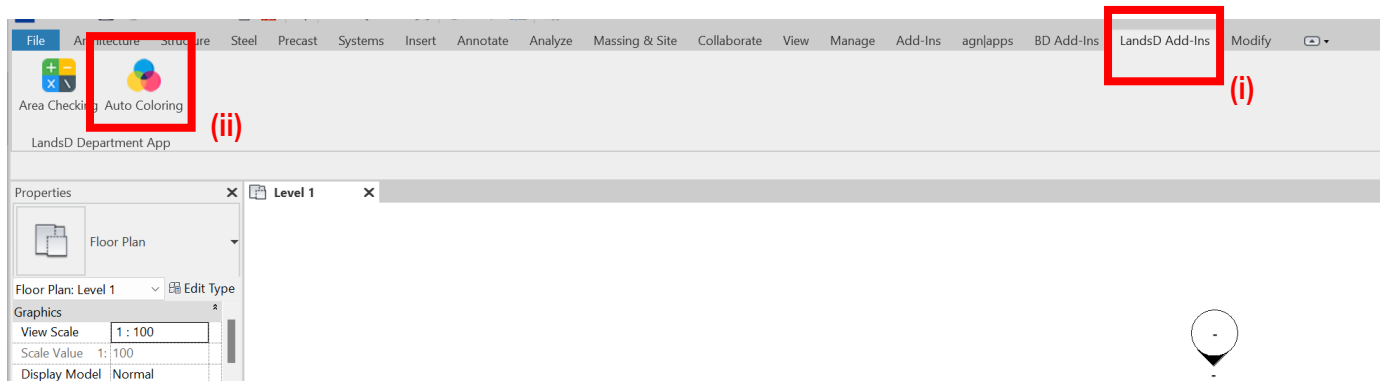 File Architecture Structure Steel Precast Systems Insert Annotate Analyze Massing & Site Collaborate View Manage Add-Ins agn|apps BD Add-Ins LandsD Add-Ins Modify
(i)
Area Checking Auto Coloring
(ii)
LandsD Department App
Properties
Level 1
Floor Plan
Floor Plan: Level 1 Edit Type
Graphics
View Scale 1 : 100
Scale Value 1: 100
Display Model Normal